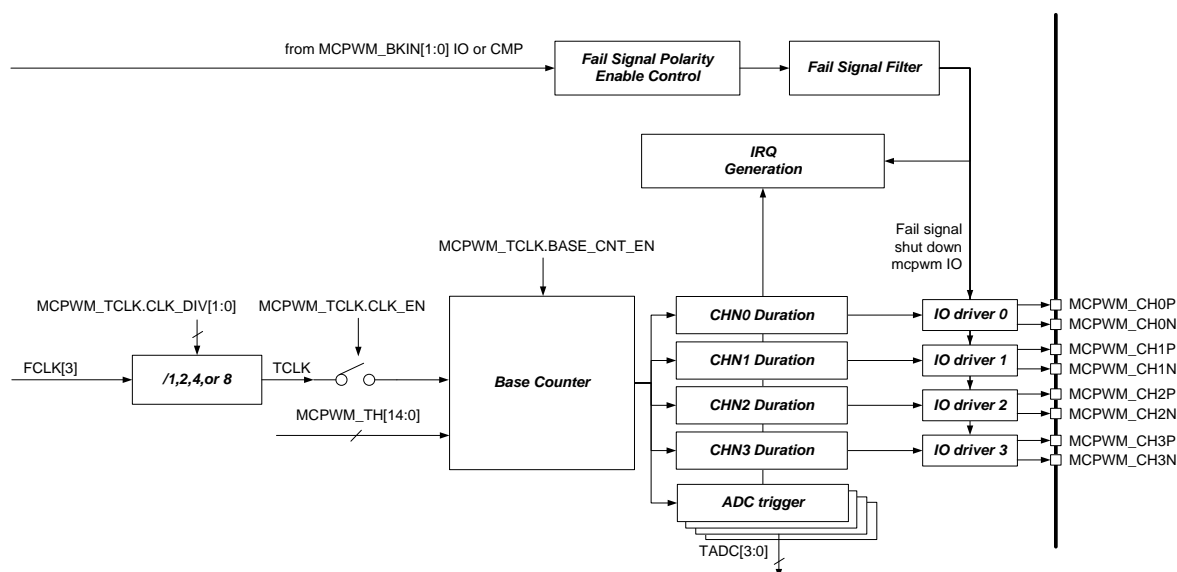 from MCPWM_BKIN[1:0] IO or CMP
Fail Signal Polarity
Enable Control
Fail Signal Filter
IRQ
Generation
Fail signal
shut down
mcpwm IO
MCPWM_TCLK.BASE_CNT_EN
MCPWM_TCLK.CLK_DIV[1:0]
MCPWM_TCLK.CLK_EN
FCLK[3]
/1,2,4,or 8
TCLK
MCPWM_TH[14:0]
Base Counter
CHN0 Duration
CHN1 Duration
CHN2 Duration
CHN3 Duration
ADC trigger
TADC[3:0]
IO driver 0
IO driver 1
IO driver 2
IO driver 3
MCPWM_CH0P
MCPWM_CH0N
MCPWM_CH1P
MCPWM_CH1N
MCPWM_CH2P
MCPWM_CH2N
MCPWM_CH3P
MCPWM_CH3N